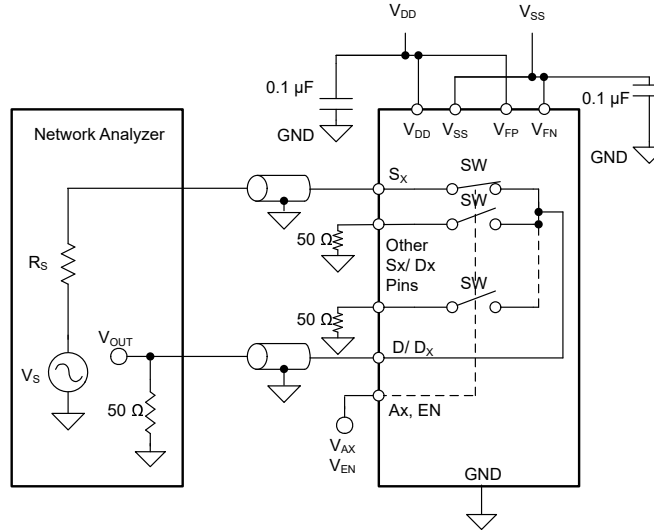 VDD
VSS
0.1 µF
0.1 µF
GND
GND
VDD
VSS
VFP
VFN
Network Analyzer
SX
SW
SW
50 Ω
Other
Sx/ Dx
Pins
RS
SW
50 Ω
VOUT
D/ DX
VS
50 Ω
Ax, EN
VAX
VEN
GND